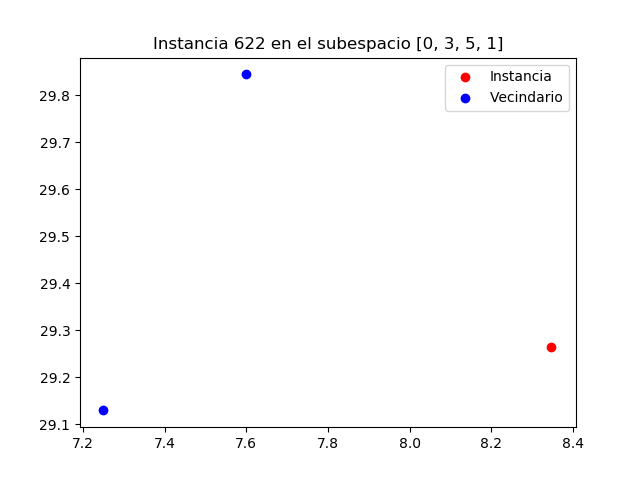 Instancia 622 en el subespacio [0, 3, 5, 1]
Instancia
Vecindario
29.8
29.7
29.6
29.5
29.4
29.3
29.2
29.1
7.2 7.4 7.6 7.8 8.0 8.2 8.4